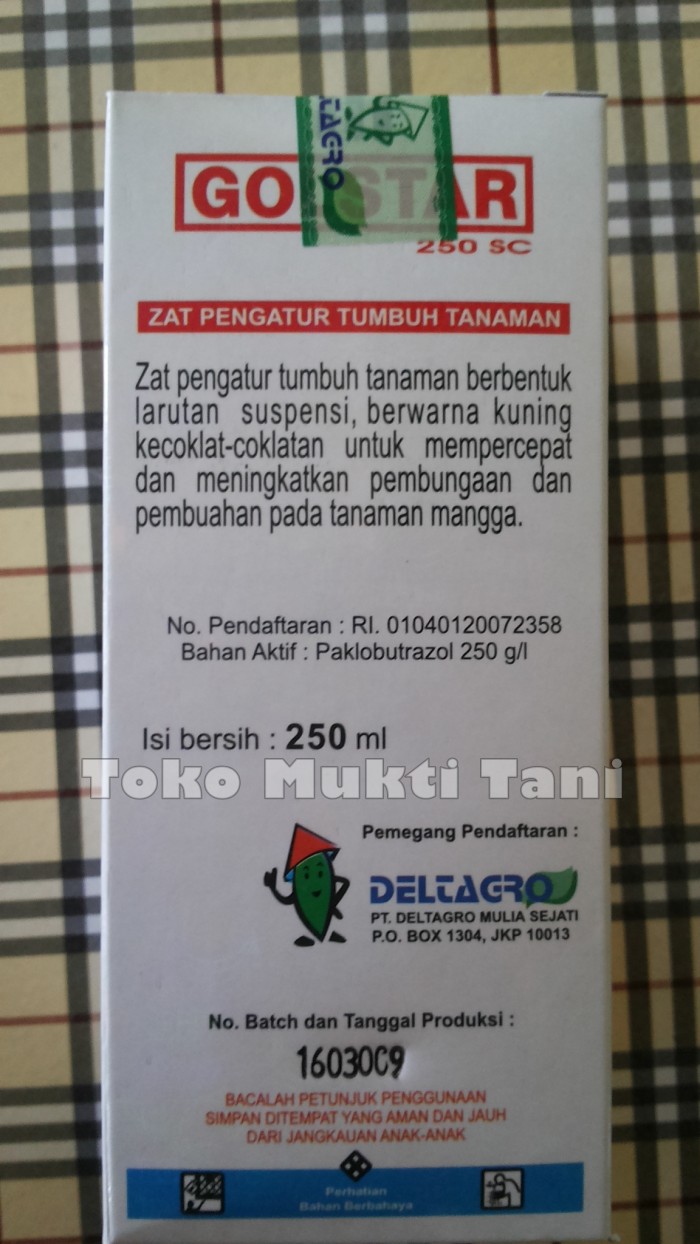 DELTAGRO
GO STAR
250 SC
ZAT PENGATUR TUMBUH TANAMAN
Zat pengatur tumbuh tanaman berbentuk
larutan suspensi, berwarna kuning
kecoklat-coklatan untuk mempercepat
dan meningkatkan pembungaan dan
pembuahan pada tanaman mangga.
No. Pendaftaran : RI. 01040120072358
Bahan Aktif : Paklobutrazol 250 g/l
Isi bersih : 250 ml
Toko Mukti Tani
Pemegang Pendaftaran :
DELTAGRO
PT. DELTAGRO MULIA SEJATI
P.O. BOX 1304, JKP 10013
No. Batch dan Tanggal Produksi :
1603009
BACALAH PETUNJUK PENGGUNAAN
SIMPAN DITEMPAT YANG AMAN DAN JAUH
DARI JANGKAUAN ANAK-ANAK
Perhatian
Bahan Berbahaya